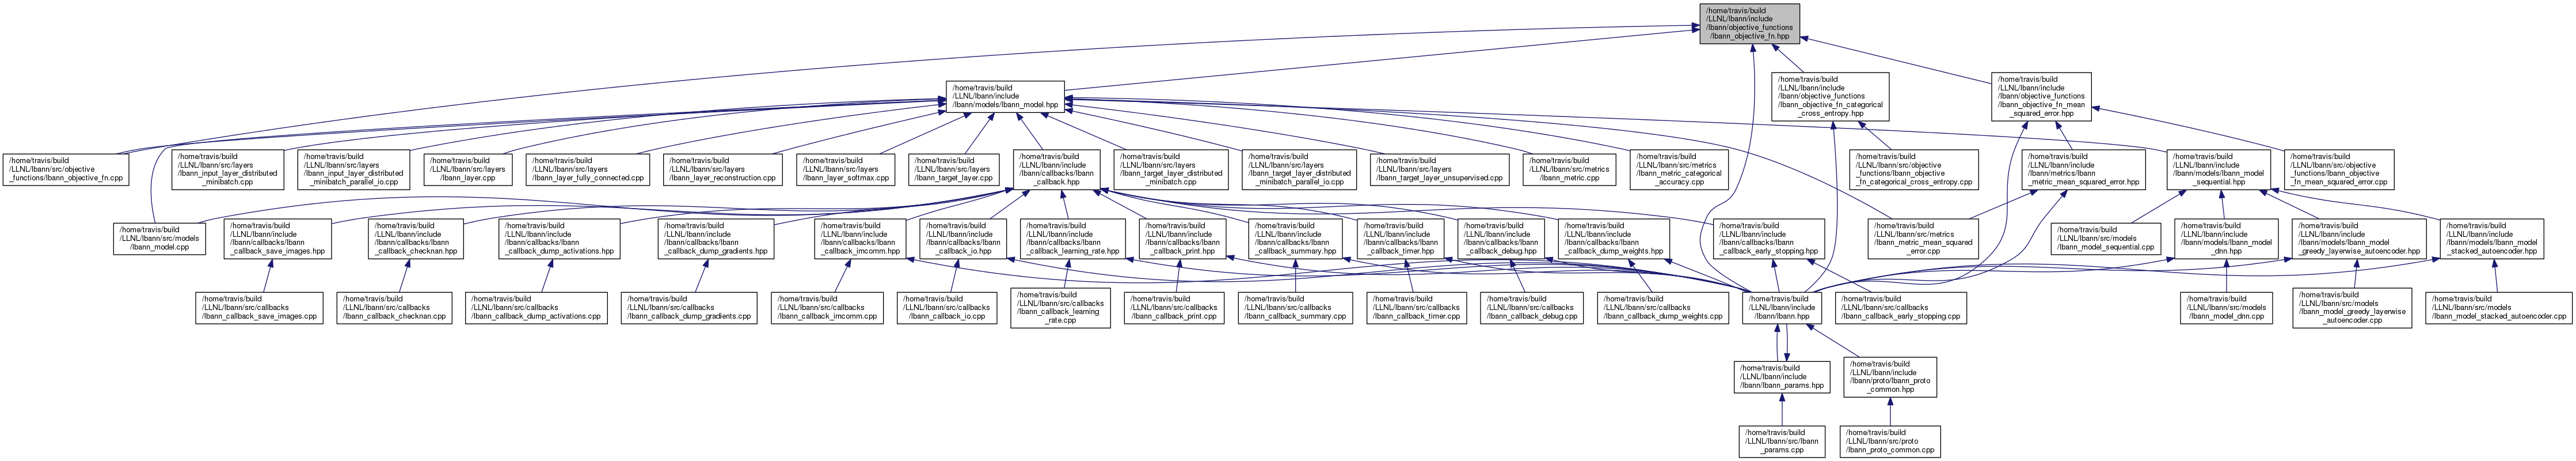 /home/travis/build
/LLNL/lbann/include
/lbann/objective_functions
/lbann_objective_fn.hpp
/home/travis/build
/LLNL/lbann/include
/lbann/models/lbann_model.hpp
/home/travis/build
/LLNL/lbann/include
/lbann/objective_functions
/lbann_objective_fn_categorical
_cross_entropy.hpp
/home/travis/build
/LLNL/lbann/include
/lbann/objective_functions
/lbann_objective_fn_mean
_squared_error.hpp
/home/travis/build
/LLNL/lbann/src/objective
_functions/lbann_objective_fn.cpp
/home/travis/build
/LLNL/lbann/src/layers
/lbann_input_layer_distributed
_minibatch.cpp
/home/travis/build
/LLNL/lbann/src/layers
/lbann_input_layer_distributed
_minibatch_parallel_io.cpp
/home/travis/build
/LLNL/lbann/src/layers
/lbann_layer.cpp
/home/travis/build
/LLNL/lbann/src/layers
/lbann_layer_fully_connected.cpp
/home/travis/build
/LLNL/lbann/src/layers
/lbann_layer_reconstruction.cpp
/home/travis/build
/LLNL/lbann/src/layers
/lbann_layer_softmax.cpp
/home/travis/build
/LLNL/lbann/src/layers
/lbann_target_layer.cpp
/home/travis/build
/LLNL/lbann/include
/lbann/callbacks/lbann
_callback.hpp
/home/travis/build
/LLNL/lbann/src/layers
/lbann_target_layer_distributed
_minibatch.cpp
/home/travis/build
/LLNL/lbann/src/layers
/lbann_target_layer_distributed
_minibatch_parallel_io.cpp
/home/travis/build
/LLNL/lbann/src/layers
/lbann_target_layer_unsupervised.cpp
/home/travis/build
/LLNL/lbann/src/metrics
/lbann_metric.cpp
/home/travis/build
/LLNL/lbann/src/metrics
/lbann_metric_categorical
_accuracy.cpp
/home/travis/build
/LLNL/lbann/src/objective
_functions/lbann_objective
_fn_categorical_cross_entropy.cpp
/home/travis/build
/LLNL/lbann/include
/lbann/metrics/lbann
_metric_mean_squared_error.hpp
/home/travis/build
/LLNL/lbann/include
/lbann/models/lbann_model
_sequential.hpp
/home/travis/build
/LLNL/lbann/src/objective
_functions/lbann_objective
_fn_mean_squared_error.cpp
/home/travis/build
/LLNL/lbann/src/models
/lbann_model.cpp
/home/travis/build
/LLNL/lbann/include
/lbann/callbacks/lbann
_callback_save_images.hpp
/home/travis/build
/LLNL/lbann/include
/lbann/callbacks/lbann
_callback_checknan.hpp
/home/travis/build
/LLNL/lbann/include
/lbann/callbacks/lbann
_callback_dump_activations.hpp
/home/travis/build
/LLNL/lbann/include
/lbann/callbacks/lbann
_callback_dump_gradients.hpp
/home/travis/build
/LLNL/lbann/include
/lbann/callbacks/lbann
_callback_imcomm.hpp
/home/travis/build
/LLNL/lbann/include
/lbann/callbacks/lbann
_callback_io.hpp
/home/travis/build
/LLNL/lbann/include
/lbann/callbacks/lbann
_callback_learning_rate.hpp
/home/travis/build
/LLNL/lbann/include
/lbann/callbacks/lbann
_callback_print.hpp
/home/travis/build
/LLNL/lbann/include
/lbann/callbacks/lbann
_callback_summary.hpp
/home/travis/build
/LLNL/lbann/include
/lbann/callbacks/lbann
_callback_timer.hpp
/home/travis/build
/LLNL/lbann/include
/lbann/callbacks/lbann
_callback_debug.hpp
/home/travis/build
/LLNL/lbann/include
/lbann/callbacks/lbann
_callback_dump_weights.hpp
/home/travis/build
/LLNL/lbann/include
/lbann/callbacks/lbann
_callback_early_stopping.hpp
/home/travis/build
/LLNL/lbann/src/metrics
/lbann_metric_mean_squared
_error.cpp
/home/travis/build
/LLNL/lbann/src/models
/lbann_model_sequential.cpp
/home/travis/build
/LLNL/lbann/include
/lbann/models/lbann_model
_dnn.hpp
/home/travis/build
/LLNL/lbann/include
/lbann/models/lbann_model
_greedy_layerwise_autoencoder.hpp
/home/travis/build
/LLNL/lbann/include
/lbann/models/lbann_model
_stacked_autoencoder.hpp
/home/travis/build
/LLNL/lbann/src/callbacks
/lbann_callback_save_images.cpp
/home/travis/build
/LLNL/lbann/src/callbacks
/lbann_callback_checknan.cpp
/home/travis/build
/LLNL/lbann/src/callbacks
/lbann_callback_dump_activations.cpp
/home/travis/build
/LLNL/lbann/src/callbacks
/lbann_callback_dump_gradients.cpp
/home/travis/build
/LLNL/lbann/src/callbacks
/lbann_callback_imcomm.cpp
/home/travis/build
/LLNL/lbann/src/callbacks
/lbann_callback_io.cpp
/home/travis/build
/LLNL/lbann/src/callbacks
/lbann_callback_learning
_rate.cpp
/home/travis/build
/LLNL/lbann/src/callbacks
/lbann_callback_print.cpp
/home/travis/build
/LLNL/lbann/src/callbacks
/lbann_callback_summary.cpp
/home/travis/build
/LLNL/lbann/src/callbacks
/lbann_callback_timer.cpp
/home/travis/build
/LLNL/lbann/src/callbacks
/lbann_callback_debug.cpp
/home/travis/build
/LLNL/lbann/src/callbacks
/lbann_callback_dump_weights.cpp
/home/travis/build
/LLNL/lbann/include
/lbann/lbann.hpp
/home/travis/build
/LLNL/lbann/src/callbacks
/lbann_callback_early_stopping.cpp
/home/travis/build
/LLNL/lbann/src/models
/lbann_model_dnn.cpp
/home/travis/build
/LLNL/lbann/src/models
/lbann_model_greedy_layerwise
_autoencoder.cpp
/home/travis/build
/LLNL/lbann/src/models
/lbann_model_stacked_autoencoder.cpp
/home/travis/build
/LLNL/lbann/include
/lbann/lbann_params.hpp
/home/travis/build
/LLNL/lbann/include
/lbann/proto/lbann_proto
_common.hpp
/home/travis/build
/LLNL/lbann/src/lbann
_params.cpp
/home/travis/build
/LLNL/lbann/src/proto
/lbann_proto_common.cpp